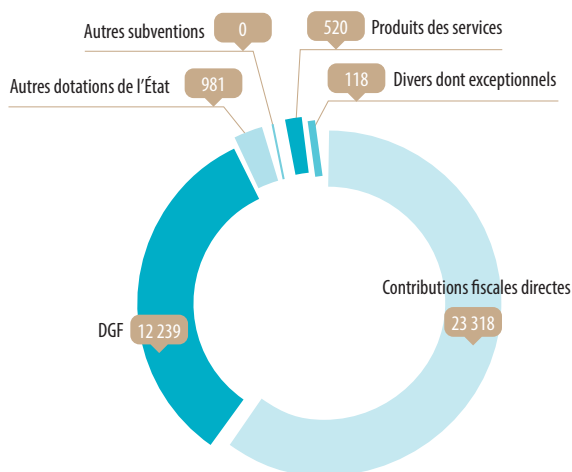 Autres subventions 0
520 Produits des services
Autres dotations de l'État 981
118 Divers dont exceptionnels
Contributions fiscales directes
23 318
DGF 12 239